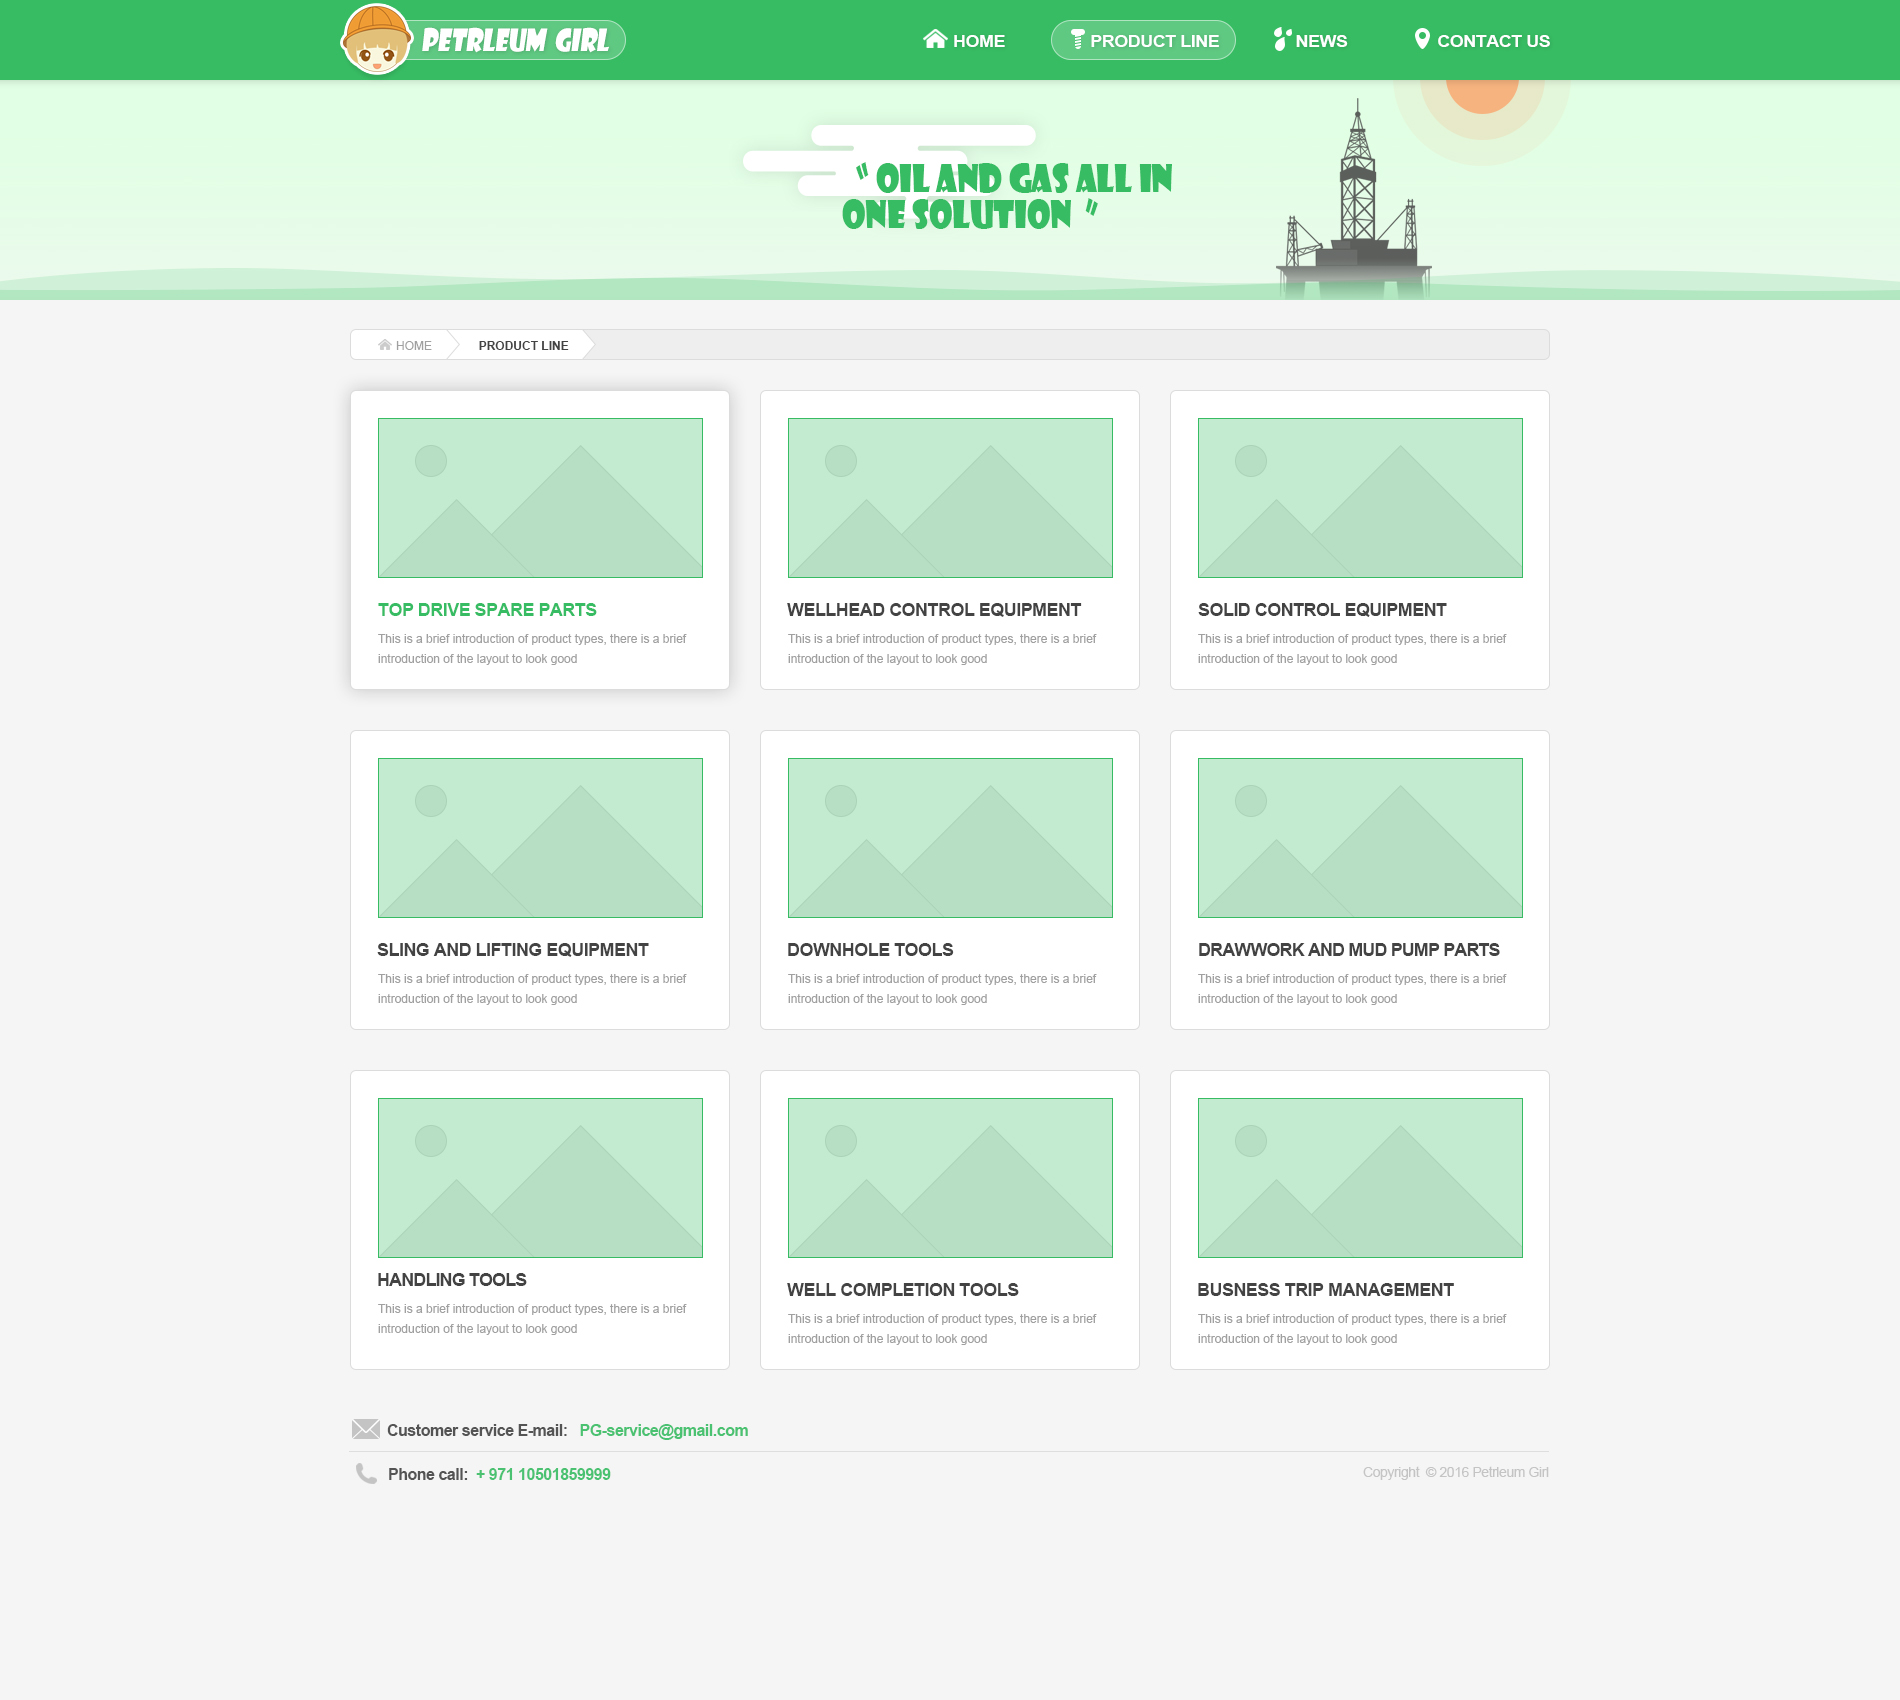 PETRLEUM GIRL
HOME
PRODUCT LINE
NEWS
CONTACT US
" OIL AND GAS ALL IN
ONE SOLUTION "
HOME
PRODUCT LINE
TOP DRIVE SPARE PARTS
This is a brief introduction of product types, there is a brief
introduction of the layout to look good
WELLHEAD CONTROL EQUIPMENT
This is a brief introduction of product types, there is a brief
introduction of the layout to look good
SOLID CONTROL EQUIPMENT
This is a brief introduction of product types, there is a brief
introduction of the layout to look good
SLING AND LIFTING EQUIPMENT
This is a brief introduction of product types, there is a brief
introduction of the layout to look good
DOWNHOLE TOOLS
This is a brief introduction of product types, there is a brief
introduction of the layout to look good
DRAWWORK AND MUD PUMP PARTS
This is a brief introduction of product types, there is a brief
introduction of the layout to look good
HANDLING TOOLS
This is a brief introduction of product types, there is a brief
introduction of the layout to look good
WELL COMPLETION TOOLS
This is a brief introduction of product types, there is a brief
introduction of the layout to look good
BUSNESS TRIP MANAGEMENT
This is a brief introduction of product types, there is a brief
introduction of the layout to look good
Customer service E-mail: PG-service@gmail.com
Phone call: + 971 10501859999
Copyright © 2016 Petrleum Girl